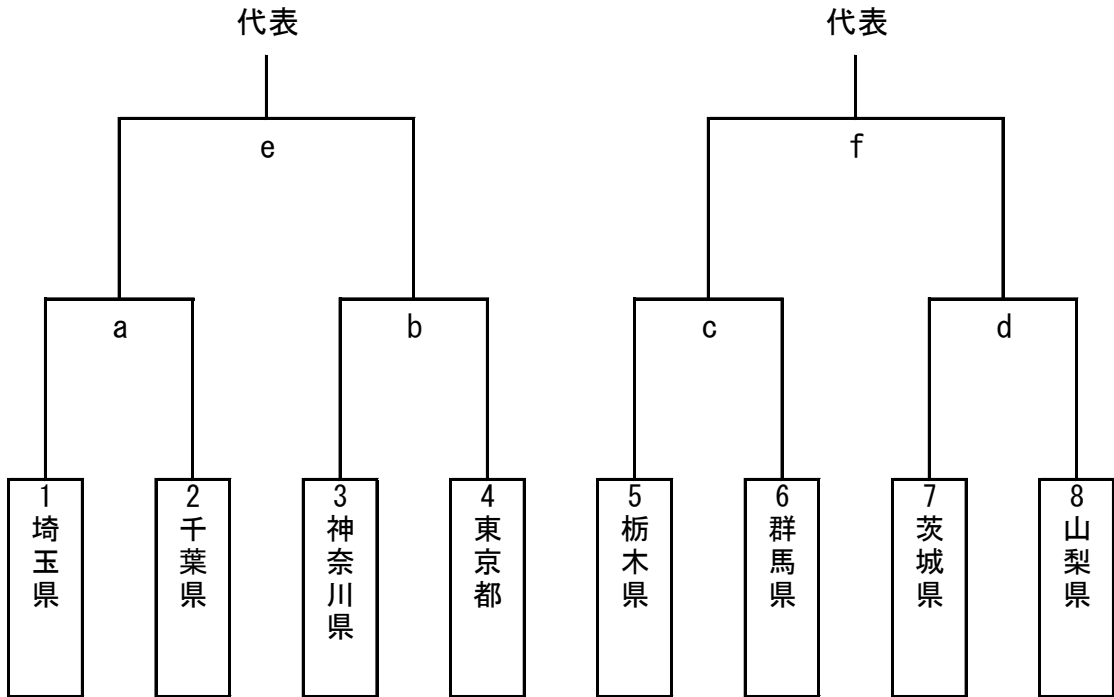 代表 代表
e f
a b c d
1 2 3 4 5 6 7 8
埼玉県
千葉県
神奈川県
東京都
栃木県
群馬県
茨城県
山梨県